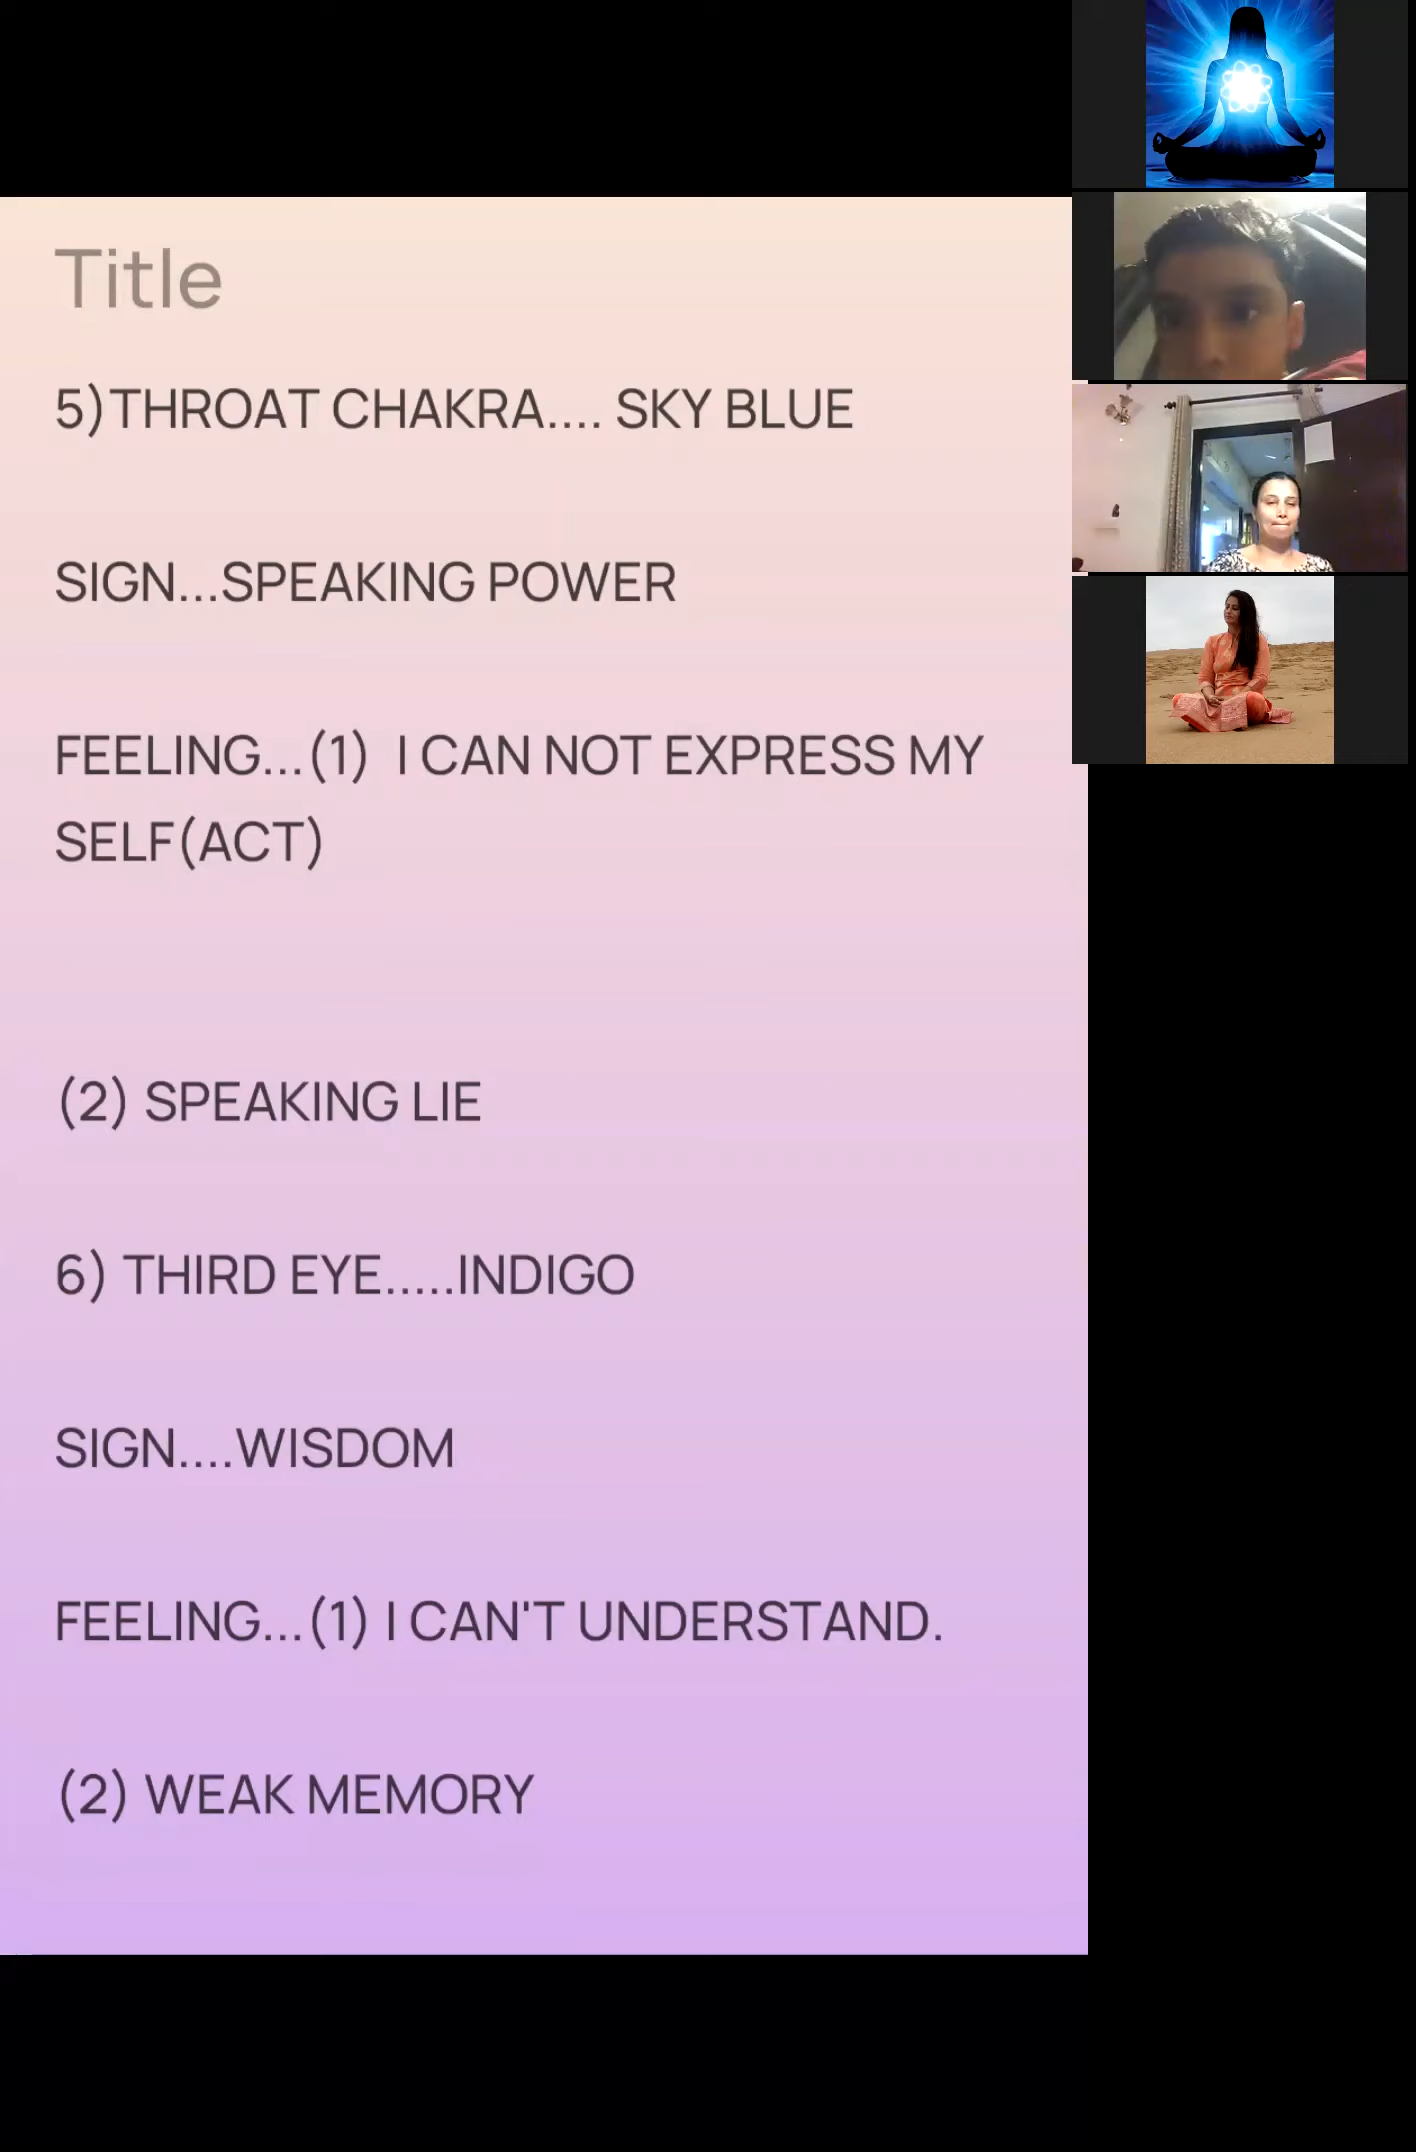 Title
5)THROAT CHAKRA.... SKY BLUE
SIGN...SPEAKING POWER
FEELING...(1)  I CAN NOT EXPRESS MY
SELF(ACT)
(2) SPEAKING LIE
6) THIRD EYE.....INDIGO
SIGN....WISDOM
FEELING...(1) I CAN'T UNDERSTAND.
(2) WEAK MEMORY